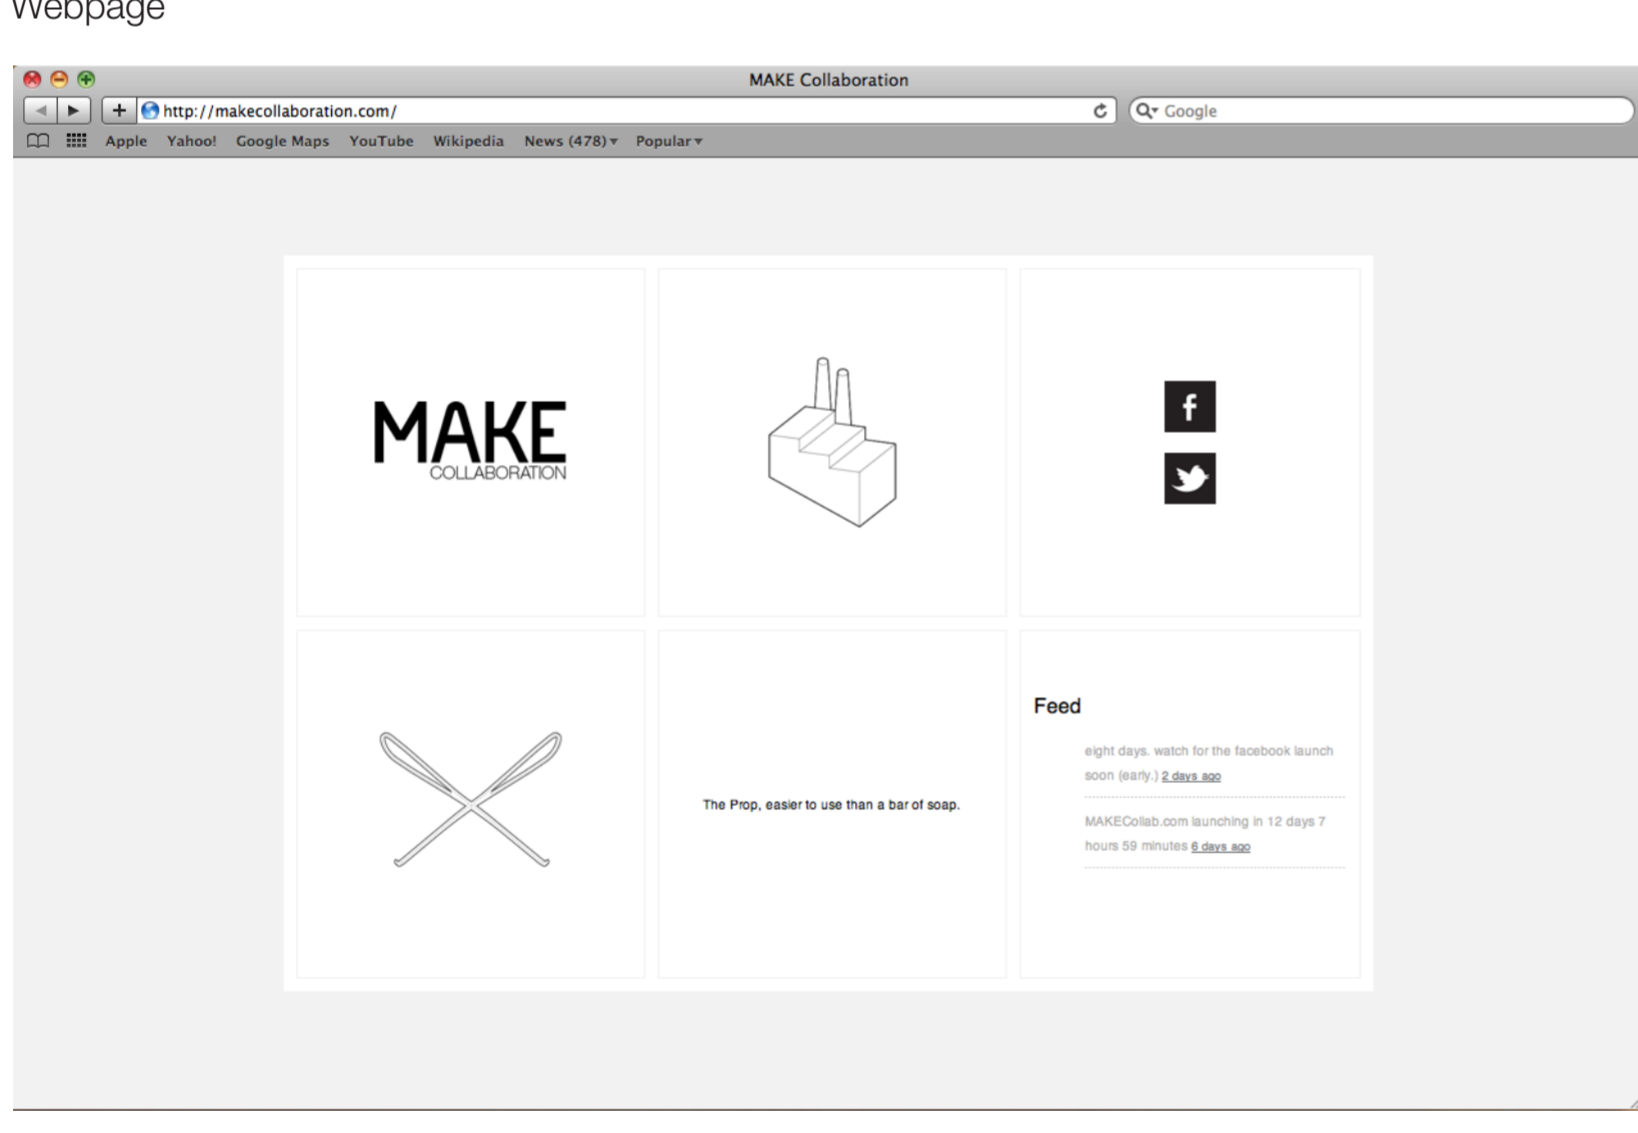 Webpage
MAKE Collaboration
+ http://makecollaboration.com/ Google
Apple Yahoo! Google Maps YouTube Wikipedia News (478) Popular
MAKE
COLLABORATION
f
The Prop, easier to use than a bar of soap.
Feed
eight days. watch for the facebook launch
soon (early.) 2 days ago
MAKECollab.com launching in 12 days 7
hours 59 minutes 6 days ago